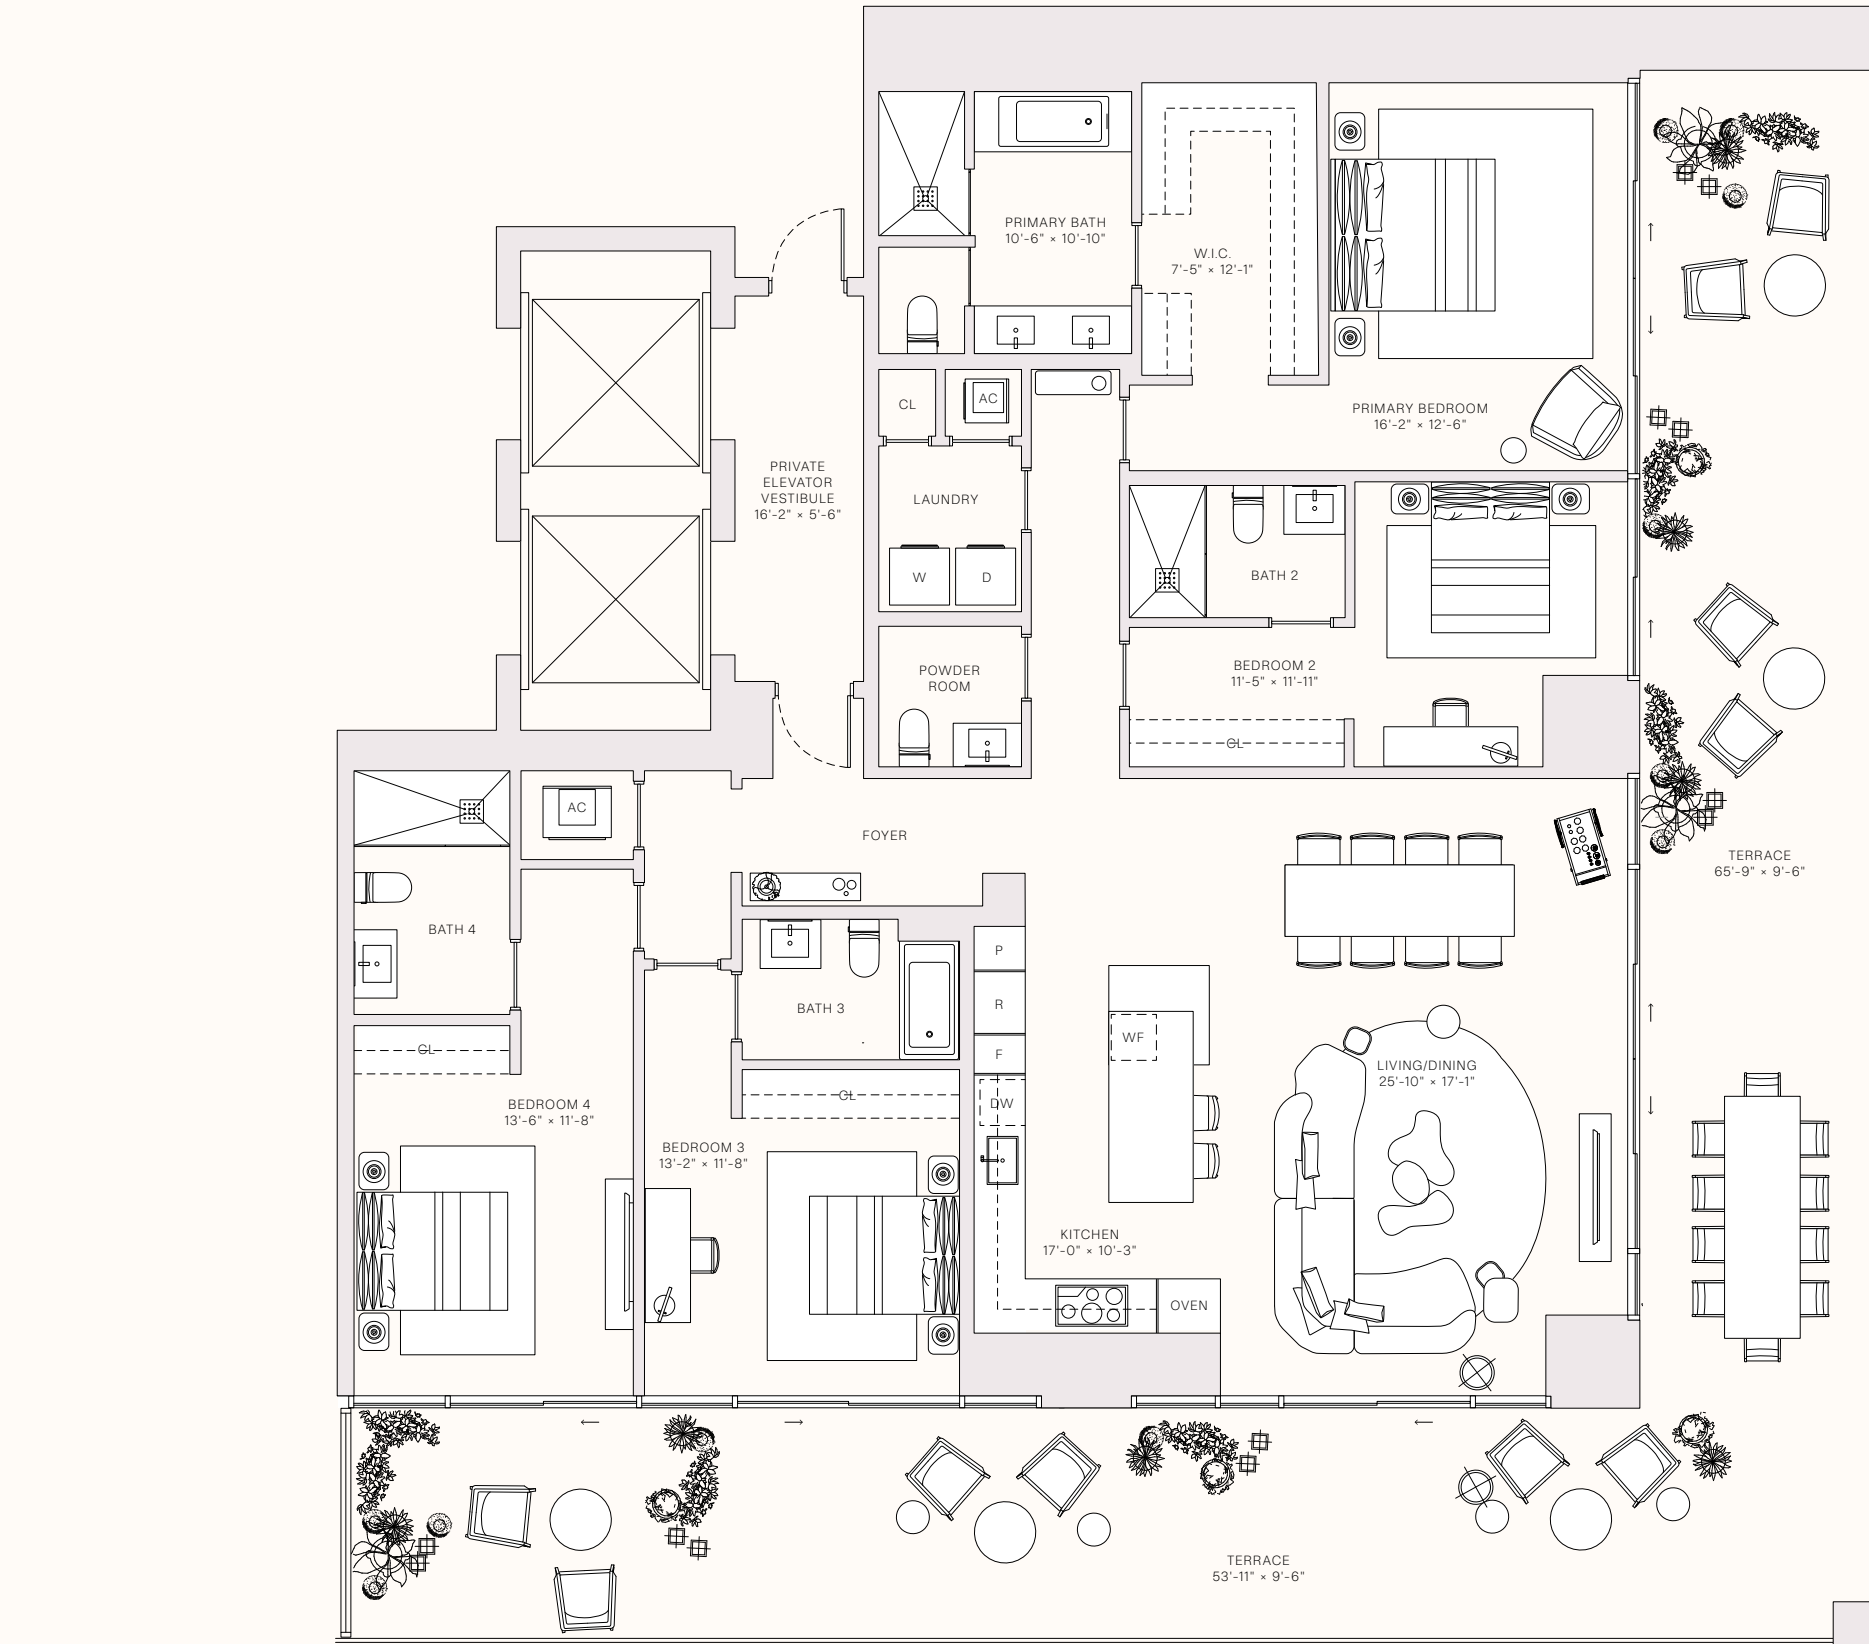 PRIMARY BATH
10'-6" × 10'-10"
W.I.C.
7'-5" × 12'-1"
PRIMARY BEDROOM
16'-2" × 12'-6"
CL
AC
PRIVATE
ELEVATOR
VESTIBULE
16'-2" × 5'-6"
LAUNDRY
W
D
BATH 2
POWDER
ROOM
BEDROOM 2
11'-5" × 11'-11"
CL
AC
FOYER
TERRACE
65'-9" × 9'-6"
BATH 4
P
BATH 3
R
WF
F
CL
LIVING/DINING
25'-10" × 17'-1"
CL
DW
BEDROOM 4
13'-6" × 11'-8"
BEDROOM 3
13'-2" × 11'-8"
KITCHEN
17'-0" × 10'-3"
OVEN
TERRACE
53'-11" × 9'-6"